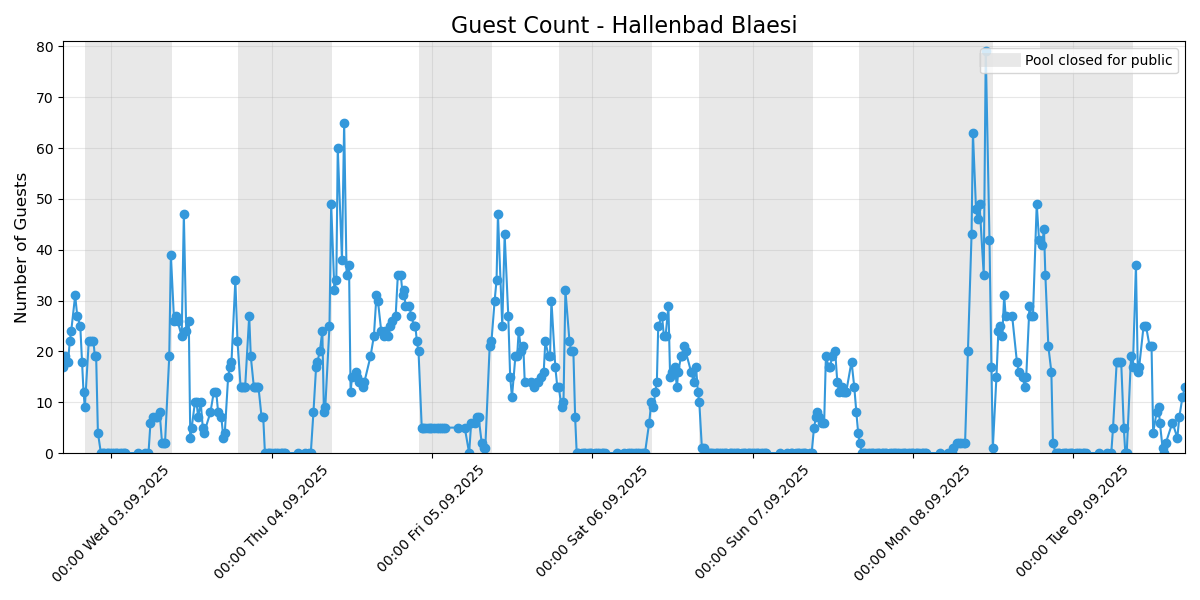 Guest Count - Hallenbad Blaesi
Pool closed for public
Number of Guests
80
70
60
50
40
30
20
10
0
00:00 Wed 03.09.2025
00:00 Thu 04.09.2025
00:00 Fri 05.09.2025
00:00 Sat 06.09.2025
00:00 Sun 07.09.2025
00:00 Mon 08.09.2025
00:00 Tue 09.09.2025